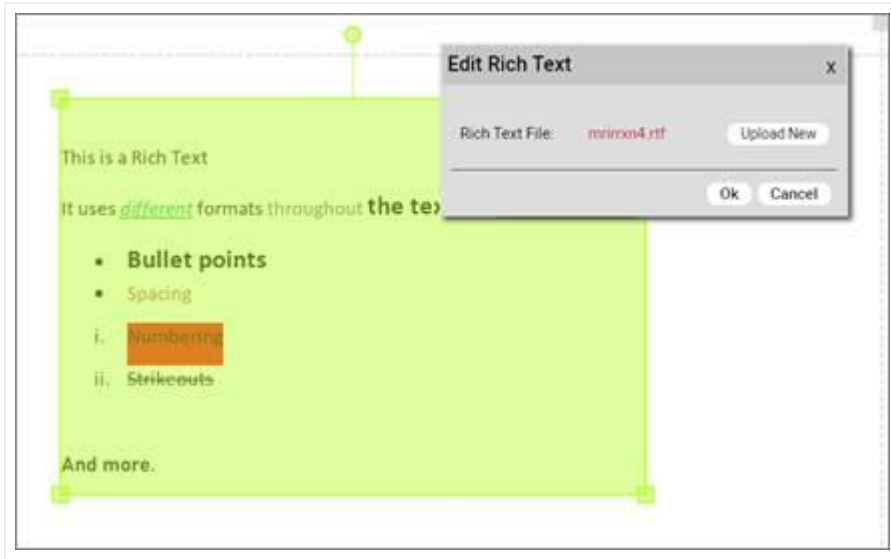 Edit Rich Text X
Rich Text File: Upload New
Ok Cancel
This is a Rich Text
It uses different formats throughout the tex
• Bullet points
• Spacing
i. Numbering
ii. Strikeouts
And more.